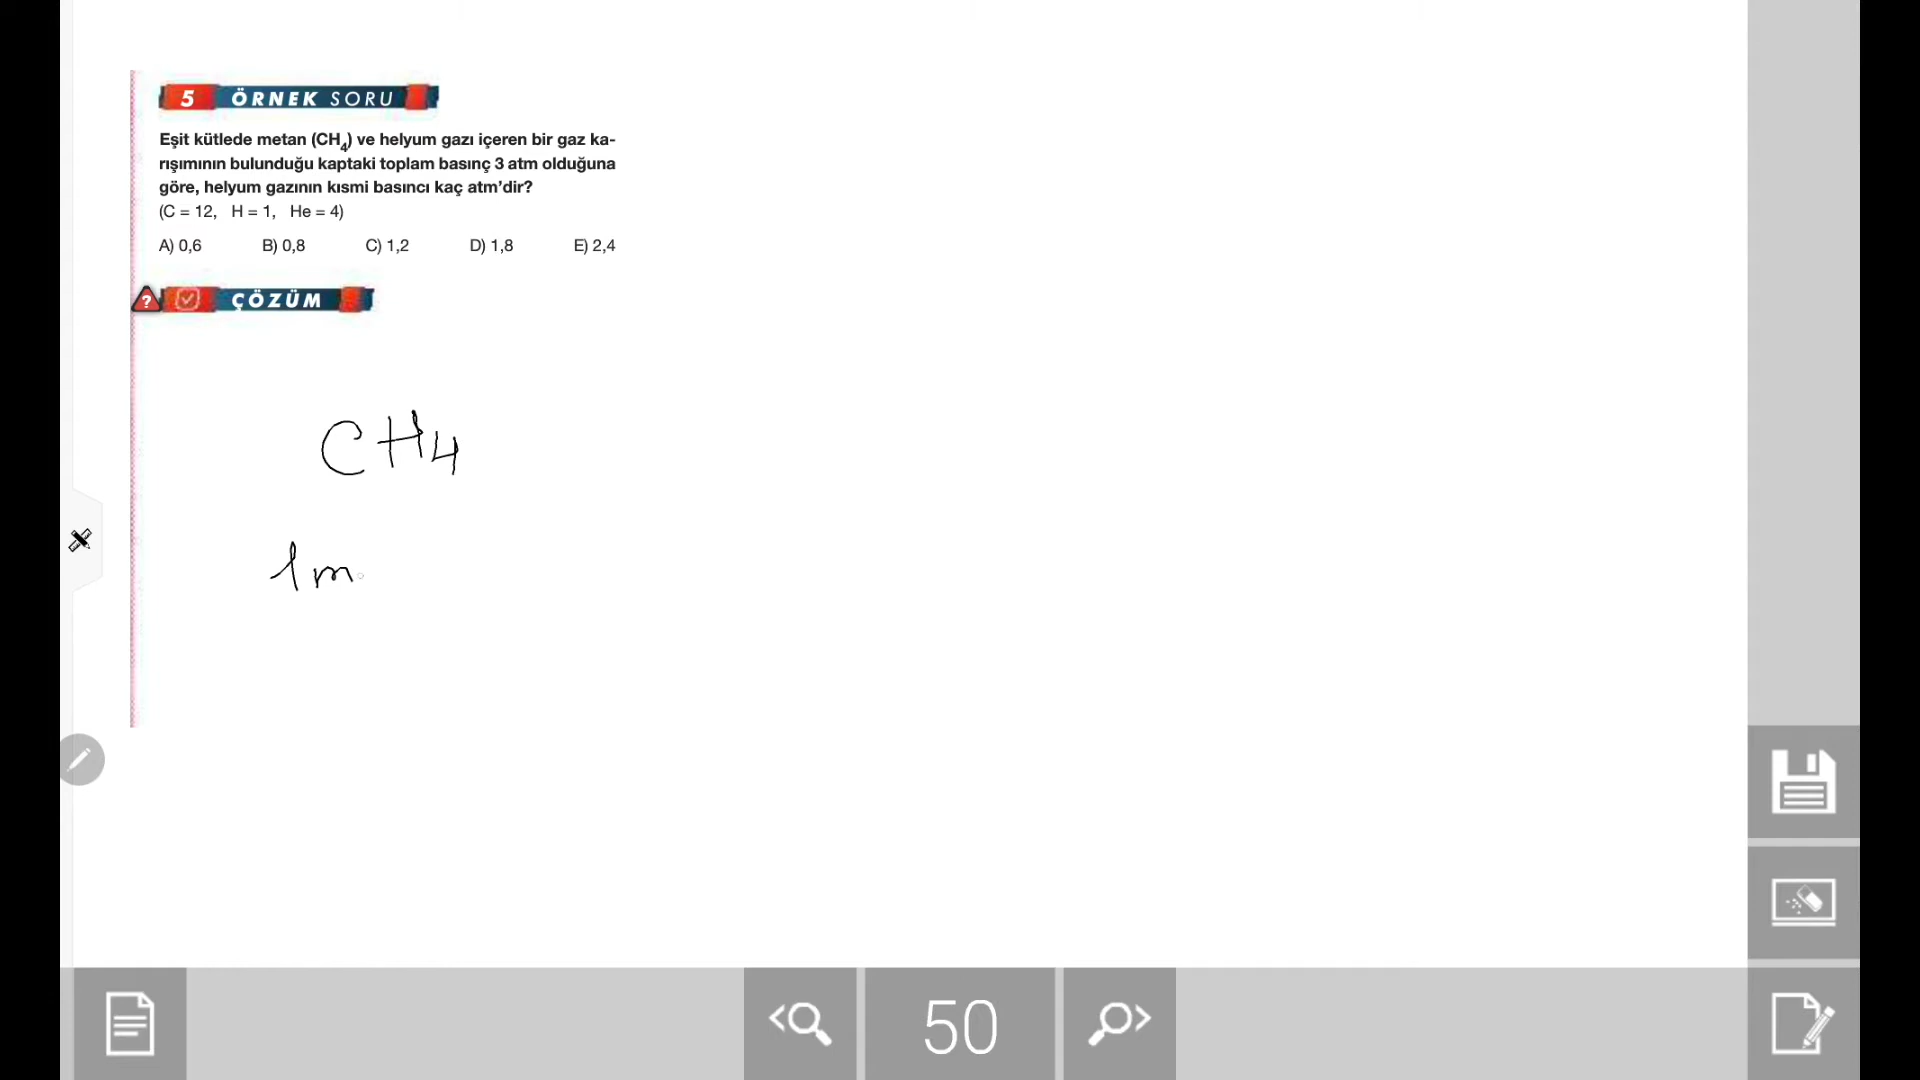 5 ÖRNEK SORU
Eşit kütlede metan (CH4) ve helyum gazı içeren bir gaz ka-
rışımının bulunduğu kaptaki toplam basınç 3 atm olduğuna
göre, helyum gazının kısmi basıncı kaç atm’dir?
(C = 12, H = 1, He = 4)
A) 0,6 B) 0,8 C) 1,2 D) 1,8 E) 2,4
? ÇÖZÜM
CH4
1m
50